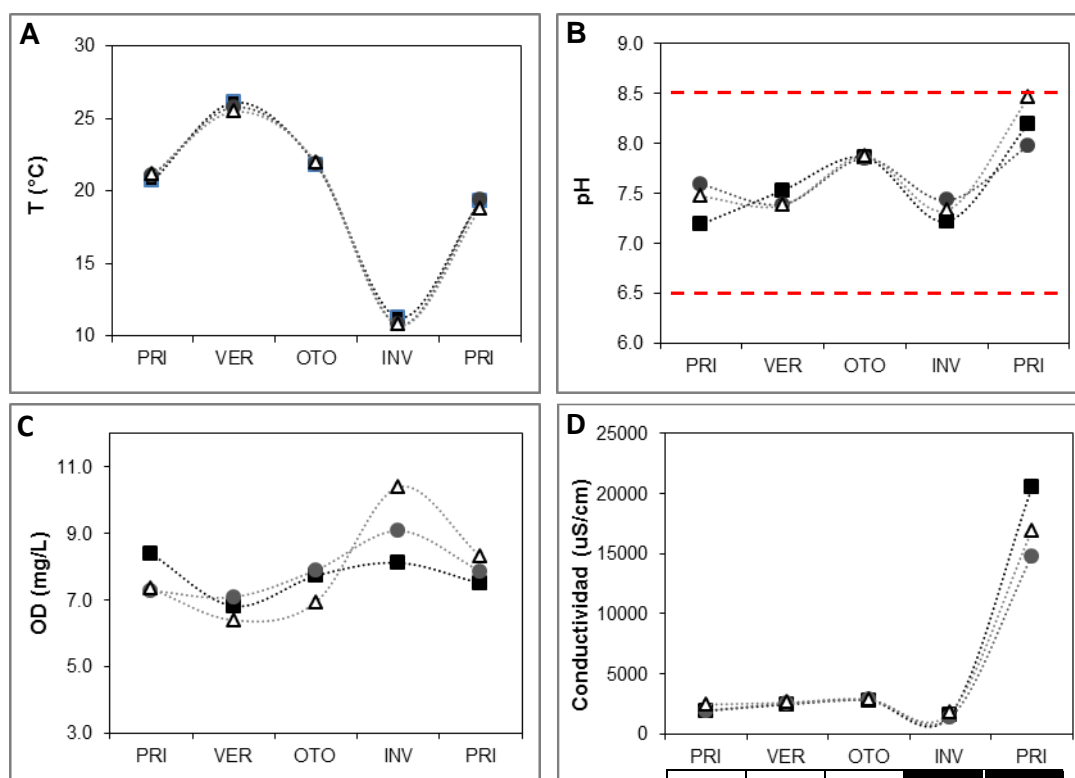 A
T (°C)
30
25
20
15
10
PRI VER OTO INV PRI
B
pH
9.0
8.5
8.0
7.5
7.0
6.5
6.0
PRI VER OTO INV PRI
C
OD (mg/L)
11.0
9.0
7.0
5.0
3.0
PRI VER OTO INV PRI
D
Conductividad (uS/cm)
25000
20000
15000
10000
5000
0
PRI VER OTO INV PRI